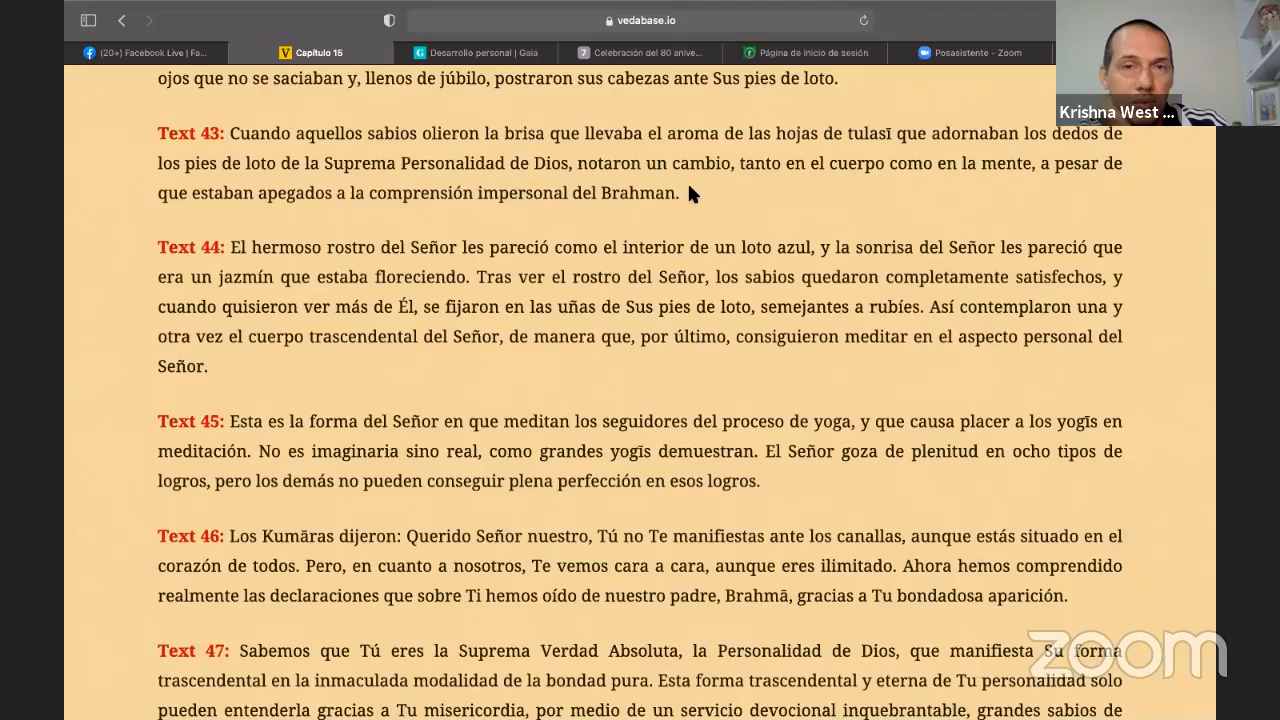 vedabase.io
(20+) Facebook Live | Fa...
Capítulo 15
Desarrollo personal | Gaia
Celebración del 80 anive...
Página de inicio de sesión
Posasistente - Zoom
Krishna West ...
ojos que no se saciaban y, llenos de júbilo, postraron sus cabezas ante Sus pies de loto.
Text 43: Cuando aquellos sabios olieron la brisa que llevaba el aroma de las hojas de tulasī que adornaban los dedos de
los pies de loto de la Suprema Personalidad de Dios, notaron un cambio, tanto en el cuerpo como en la mente, a pesar de
que estaban apegados a la comprensión impersonal del Brahman.
Text 44: El hermoso rostro del Señor les pareció como el interior de un loto azul, y la sonrisa del Señor les pareció que
era un jazmín que estaba floreciendo. Tras ver el rostro del Señor, los sabios quedaron completamente satisfechos, y
cuando quisieron ver más de Él, se fijaron en las uñas de Sus pies de loto, semejantes a rubíes. Así contemplaron una y
otra vez el cuerpo trascendental del Señor, de manera que, por último, consiguieron meditar en el aspecto personal del
Señor.
Text 45: Esta es la forma del Señor en que meditan los seguidores del proceso de yoga, y que causa placer a los yogīs en
meditación. No es imaginaria sino real, como grandes yogīs demuestran. El Señor goza de plenitud en ocho tipos de
logros, pero los demás no pueden conseguir plena perfección en esos logros.
Text 46: Los Kumāras dijeron: Querido Señor nuestro, Tú no Te manifiestas ante los canallas, aunque estás situado en el
corazón de todos. Pero, en cuanto a nosotros, Te vemos cara a cara, aunque eres ilimitado. Ahora hemos comprendido
realmente las declaraciones que sobre Ti hemos oído de nuestro padre, Brahmā, gracias a Tu bondadosa aparición.
Text 47: Sabemos que Tú eres la Suprema Verdad Absoluta, la Personalidad de Dios, que manifiesta Su forma
trascendental en la inmaculada modalidad de la bondad pura. Esta forma trascendental y eterna de Tu personalidad sólo
pueden entenderla gracias a Tu misericordia, por medio de un servicio devocional inquebrantable, grandes sabios de
zoom